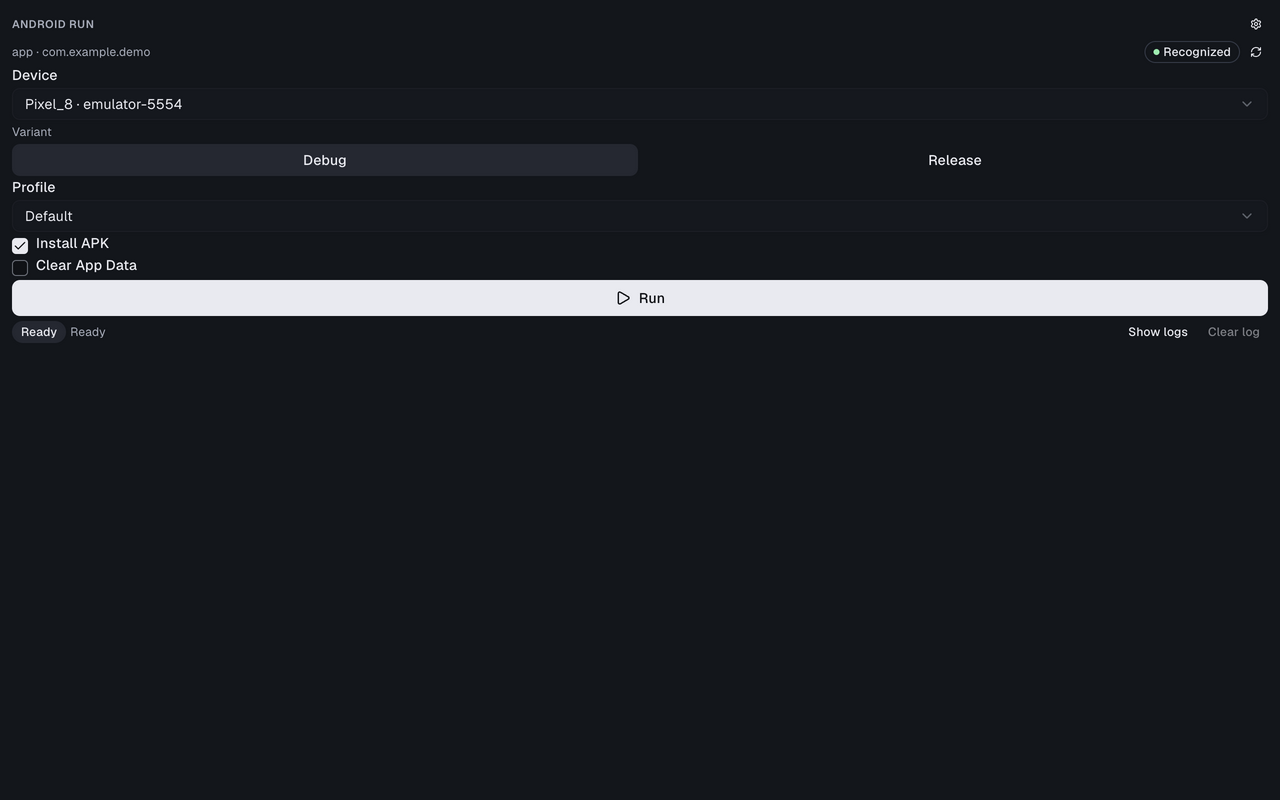 ANDROID RUN
app · com.example.demo
Recognized
Device
Pixel_8 · emulator-5554
Variant
Debug
Release
Profile
Default
Install APK
Clear App Data
Run
Ready Ready
Show logs
Clear log